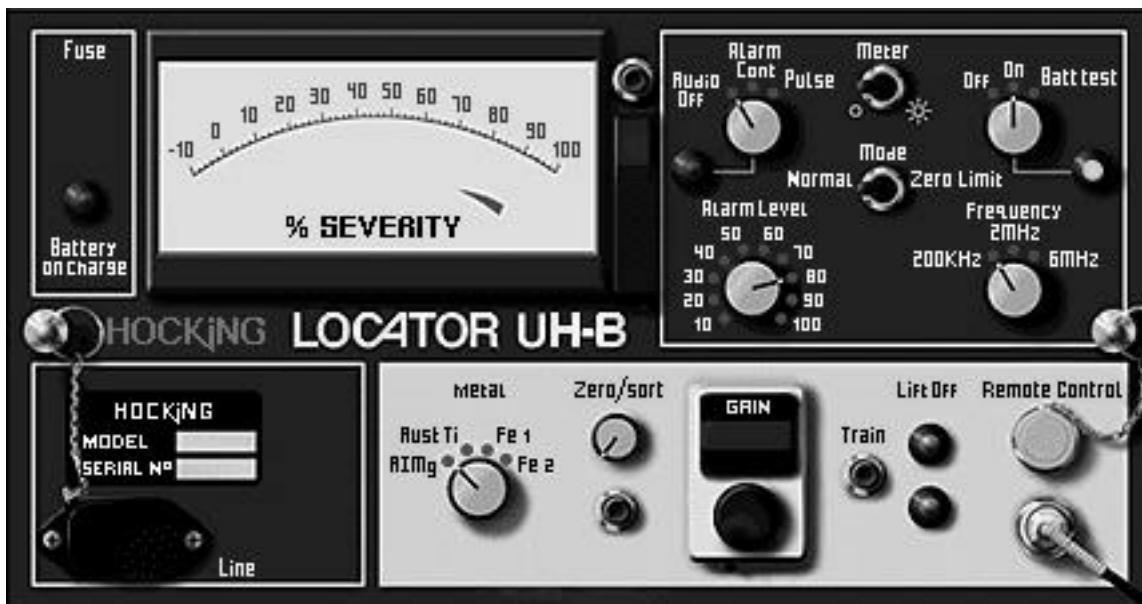 Fuse
Battery
on charge
-10 0 10 20 30 40 50 60 70 80 90 100
% SEVERITY
Alarm
Audio Cont Pulse
Off
Meter
Off On Batt test
Mode
Normal Zero Limit
Alarm Level
10 20 30 40 50 60 70 80 90 100
Frequency
2MHz
200KHz 6MHz
HOCKiNG LOCATOR UH-B
HOCKiNG
MODEL
SERIAL Nº
Line
Metal
Aust Ti Fe 1
AlMg Fe 2
Zero/sort
GAIN
Lift Off
Train
Remote Control